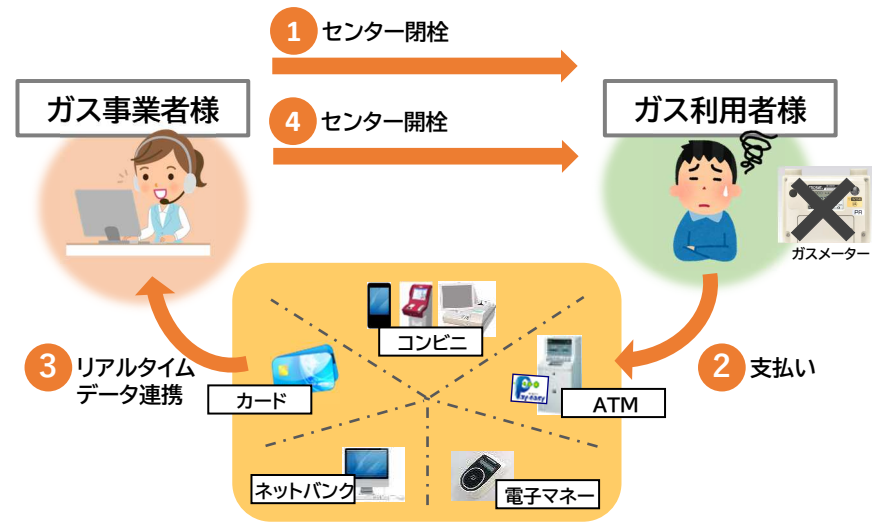 1 センター閉栓
ガス事業者様
ガス利用者様
4 センター開栓
ガスメーター
コンビニ
3 リアルタイム
データ連携
カード
Pay-easy
ATM
2 支払い
ネットバンク
電子マネー